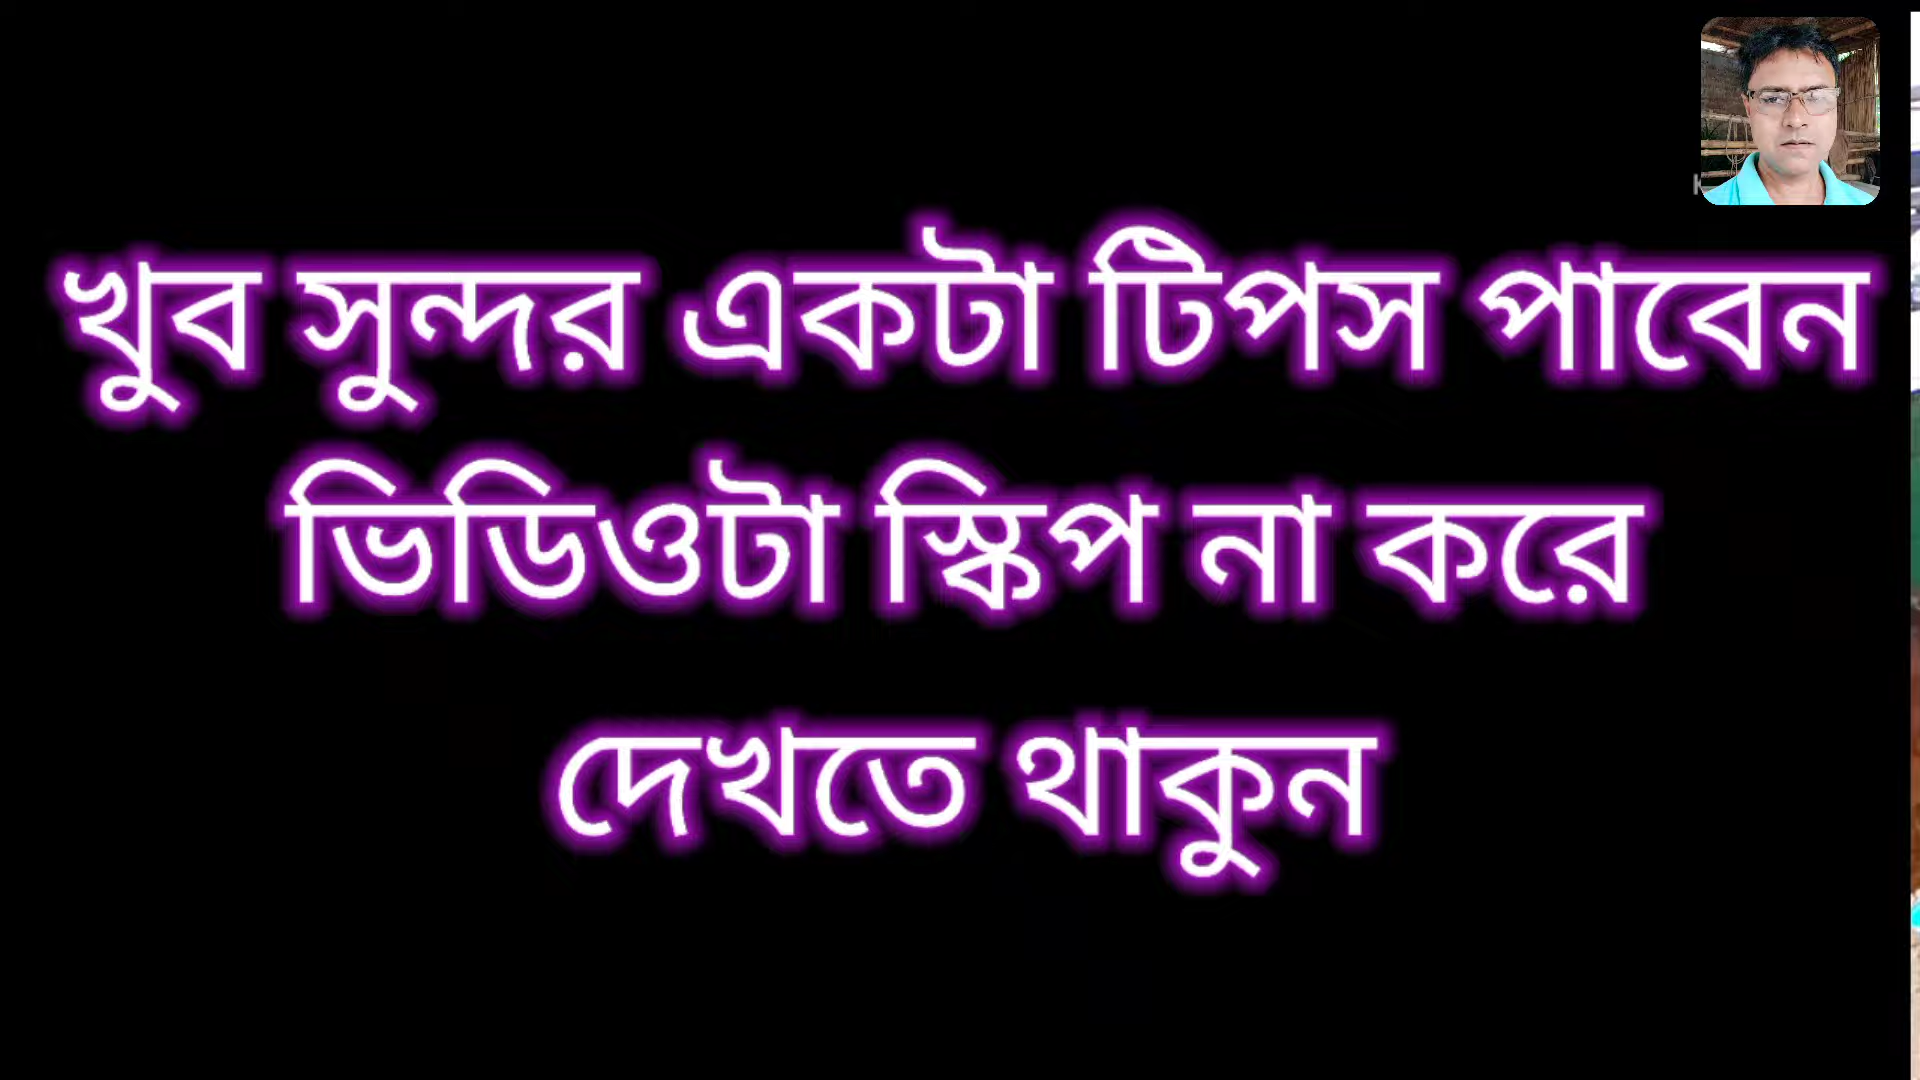 খুব সুন্দর একটা টিপস পাবেন
ভিডিওটা স্কিপ না করে
দেখতে থাকুন